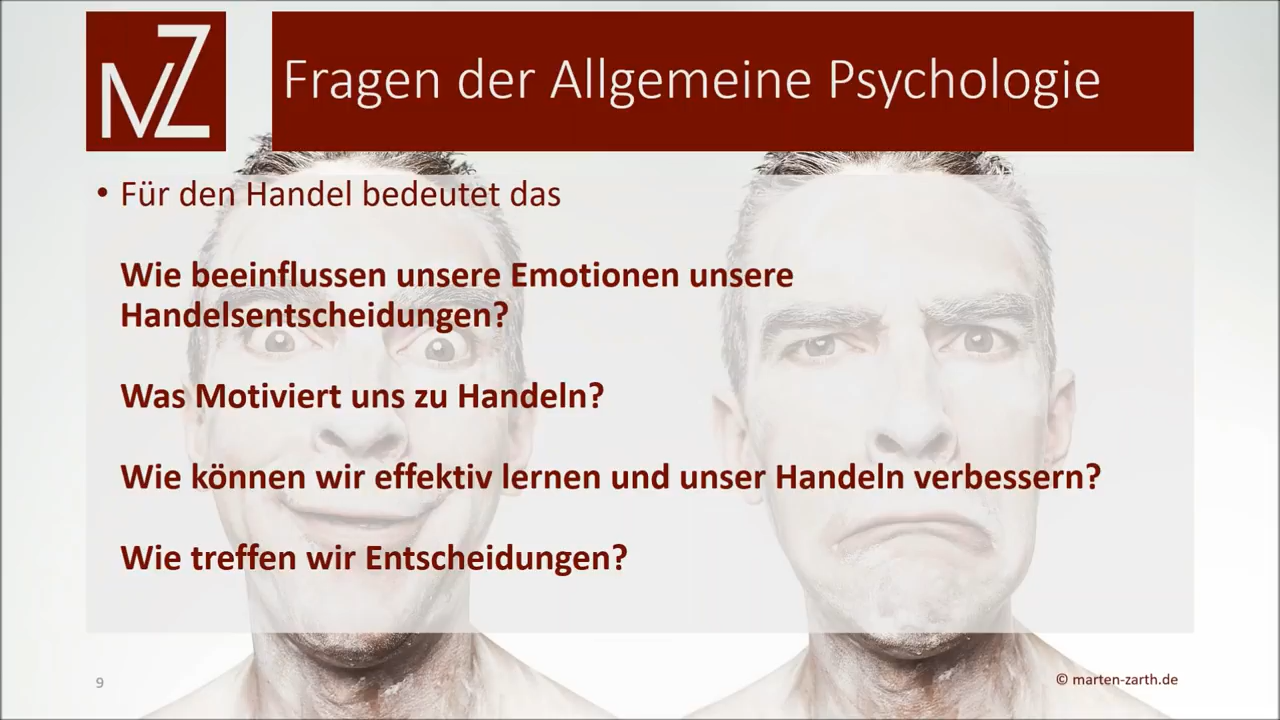 MZ
Fragen der Allgemeine Psychologie
• Für den Handel bedeutet das
Wie beeinflussen unsere Emotionen unsere
Handelsentscheidungen?
Was Motiviert uns zu Handeln?
Wie können wir effektiv lernen und unser Handeln verbessern?
Wie treffen wir Entscheidungen?
9
© marten-zarth.de